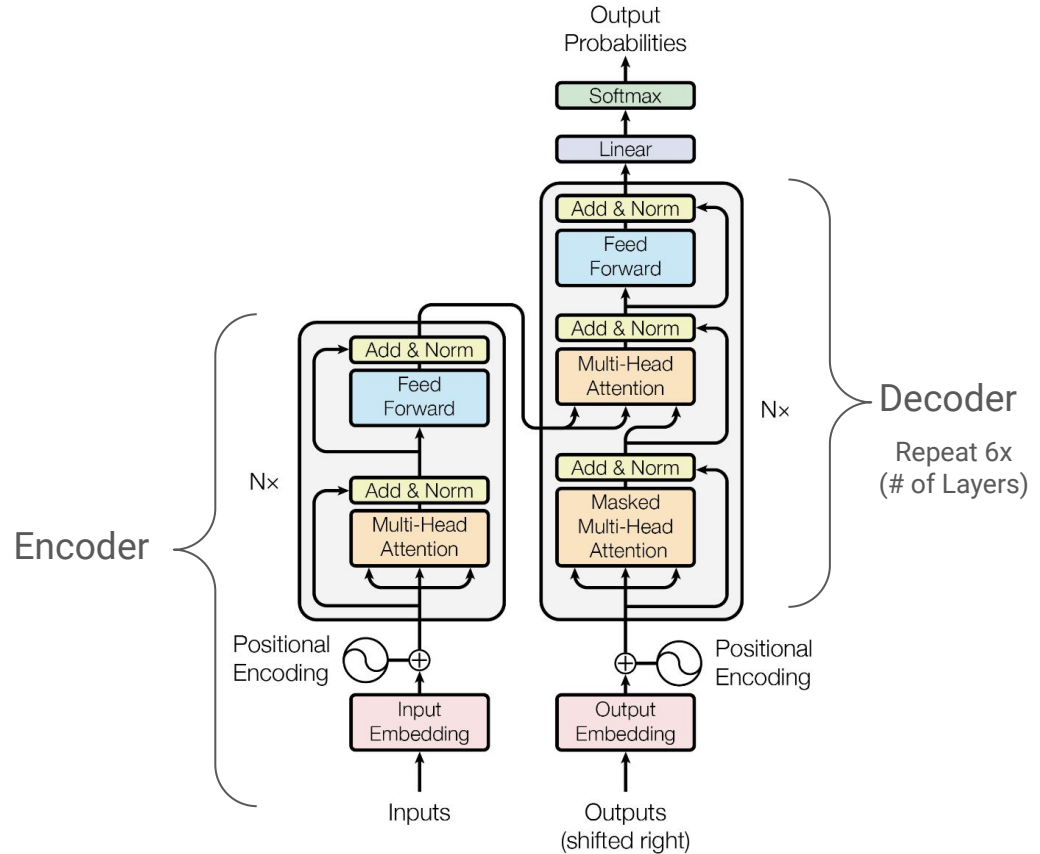 Output
Probabilities
Softmax
Linear
Add & Norm
Feed
Forward
Add & Norm
Multi-Head
Attention
Add & Norm
Masked
Multi-Head
Attention
N×
Decoder
Repeat 6x
(# of Layers)
Add & Norm
Feed
Forward
Add & Norm
Multi-Head
Attention
N×
Encoder
Positional
Encoding
Positional
Encoding
Input
Embedding
Output
Embedding
Inputs
Outputs
(shifted right)